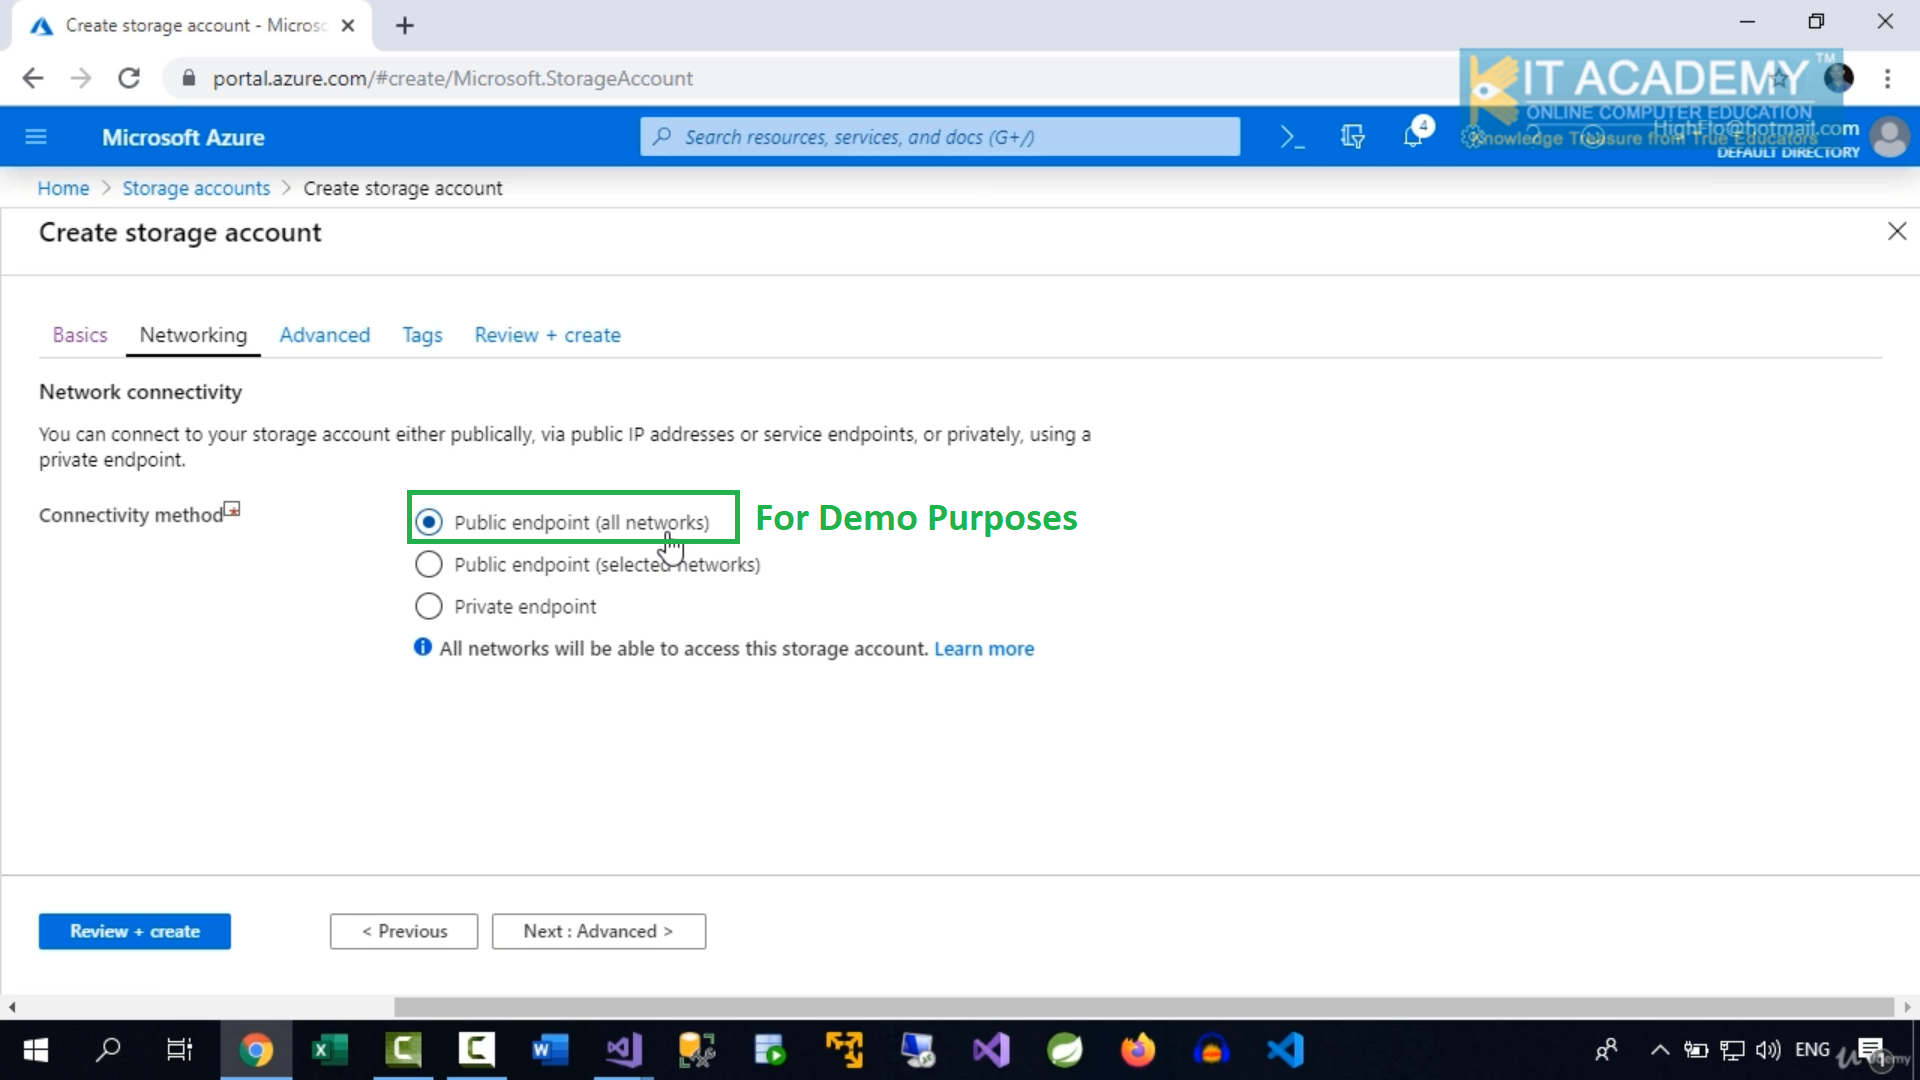 Create storage account - Microso
portal.azure.com/#create/Microsoft.StorageAccount
IT ACADEMY™
ONLINE COMPUTER EDUCATION
Knowledge Treasure from True Educators
Microsoft Azure
Search resources, services, and docs (G+/)
4
HighFlo@hotmail.com
DEFAULT DIRECTORY
Home > Storage accounts > Create storage account
Create storage account
Basics
Networking
Advanced
Tags
Review + create
Network connectivity
You can connect to your storage account either publically, via public IP addresses or service endpoints, or privately, using a
private endpoint.
Connectivity method
Public endpoint (all networks)
For Demo Purposes
Public endpoint (selected networks)
Private endpoint
All networks will be able to access this storage account. Learn more
Review + create
< Previous
Next : Advanced >
ENG
udemy